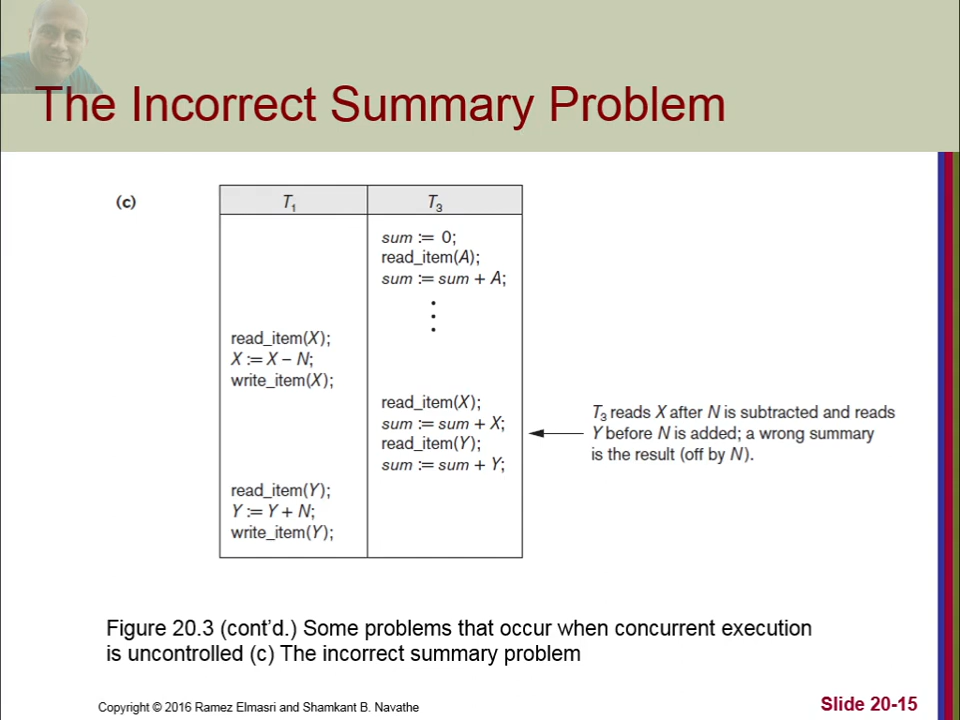 The Incorrect Summary Problem
(c)
T1
T3
sum := 0;
read_item(A);
sum := sum + A;
read_item(X);
X := X – N;
write_item(X);
read_item(X);
sum := sum + X;
read_item(Y);
sum := sum + Y;
T3 reads X after N is subtracted and reads
Y before N is added; a wrong summary
is the result (off by N).
read_item(Y);
Y := Y + N;
write_item(Y);
Figure 20.3 (cont’d.) Some problems that occur when concurrent execution
is uncontrolled (c) The incorrect summary problem
Copyright © 2016 Ramez Elmasri and Shamkant B. Navathe
Slide 20-15